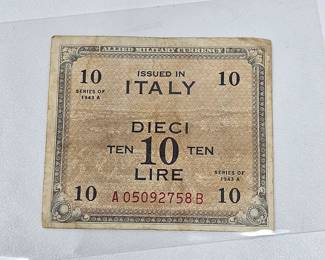 ALLIED MILITARY CURRENCY
10 ISSUED IN 10
SERIES OF 1943 A ITALY
DIECI
TEN 10 TEN
LIRE SERIES OF 1943 A
10 A 05092758 B 10